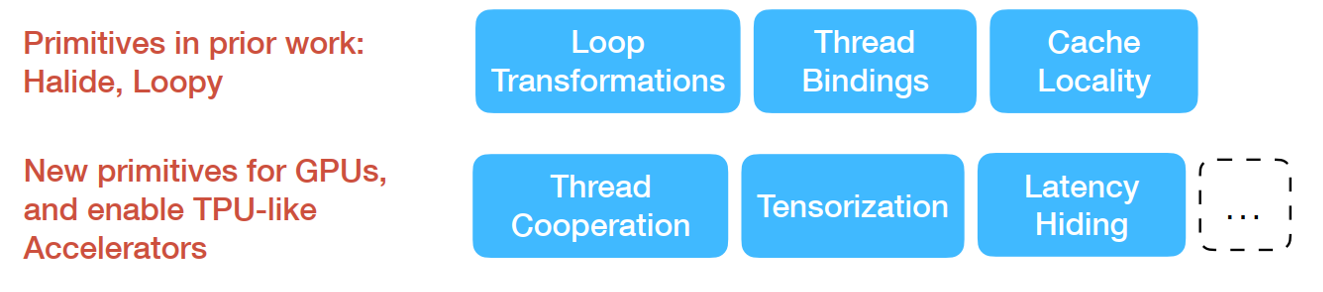 Primitives in prior work:
Halide, Loopy
Loop
Transformations
Thread
Bindings
Cache
Locality
New primitives for GPUs,
and enable TPU-like
Accelerators
Thread
Cooperation
Tensorization
Latency
Hiding
...